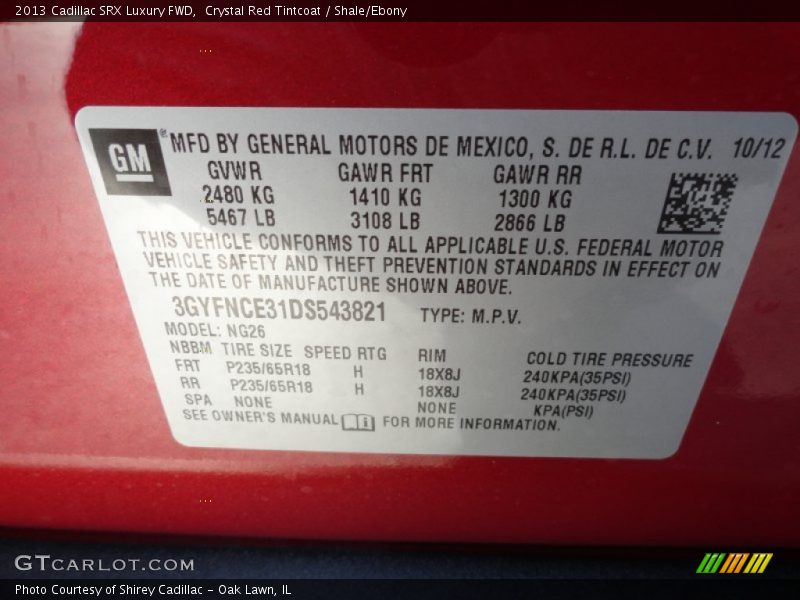 2013 Cadillac SRX Luxury FWD, Crystal Red Tintcoat / Shale/Ebony
GM® MFD BY GENERAL MOTORS DE MEXICO, S. DE R.L. DE C.V. 10/12
GVWR GAWR FRT GAWR RR
2480 KG 1410 KG 1300 KG
5467 LB 3108 LB 2866 LB
THIS VEHICLE CONFORMS TO ALL APPLICABLE U.S. FEDERAL MOTOR
VEHICLE SAFETY AND THEFT PREVENTION STANDARDS IN EFFECT ON
THE DATE OF MANUFACTURE SHOWN ABOVE.
3GYFNCE31DS543821 TYPE: M.P.V.
MODEL: NG26
NBBM TIRE SIZE SPEED RTG RIM COLD TIRE PRESSURE
FRT P235/65R18 H 18X8J 240KPA(35PSI)
RR P235/65R18 H 18X8J 240KPA(35PSI)
SPA NONE NONE KPA(PSI)
SEE OWNER'S MANUAL FOR MORE INFORMATION.
GTCARLOT.COM
Photo Courtesy of Shirey Cadillac - Oak Lawn, IL